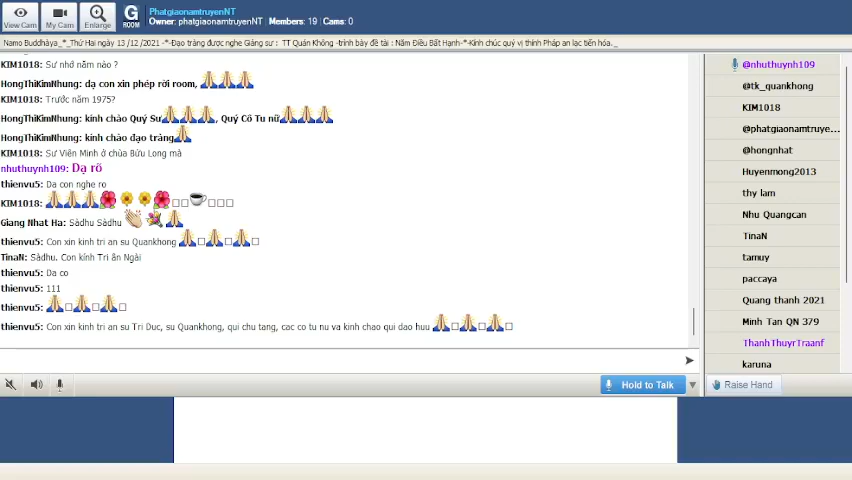 PhatgiaonamtruyenNT
Owner: phatgiaonamtruyenNT Members: 19 Cams: 0
View Cam My Cam Enlarge G ROOM
Namo Buddhàya_*_Thứ Hai ngày 13 /12 /2021 -*-Đạo tràng được nghe Giảng sư : TT Quán Không -trình bày đề tài : Năm Điều Bất Hạnh-*-Kính chúc quý vị thính Pháp an lạc tiến hóa._
KIM1018: Sư nhớ năm nào ?
HongThiKimNhung: dạ con xin phép rời room,
KIM1018: Trước năm 1975?
HongThiKimNhung: kính chào Quý Sư, Quý Cô Tu nữ
HongThiKimNhung: kính chào đạo tràng
KIM1018: Sư Viên Minh ở chùa Bửu Long mà
nhuthuynh109: Dạ rõ
thienvu5: Da con nghe ro
KIM1018:
Giang Nhat Ha: Sàdhu Sàdhu
thienvu5: Con xin kinh tri an su Quankhong
TinaN: Sàdhu. Con kính Tri ân Ngài
thienvu5: Da co
thienvu5: 111
thienvu5:
thienvu5: Con xin kinh tri an su Tri Duc, su Quankhong, qui chu tang, cac co tu nu va kinh chao qui dao huu
Hold to Talk
@nhuthuynh109
@tk_quankhong
KIM1018
@phatgiaonamtruye...
@hongnhat
Huyenmong2013
thy lam
Nhu Quangcan
TinaN
tamuy
paccaya
Quang thanh 2021
Minh Tan QN 379
ThanhThuyrTraanf
karuna
Raise Hand